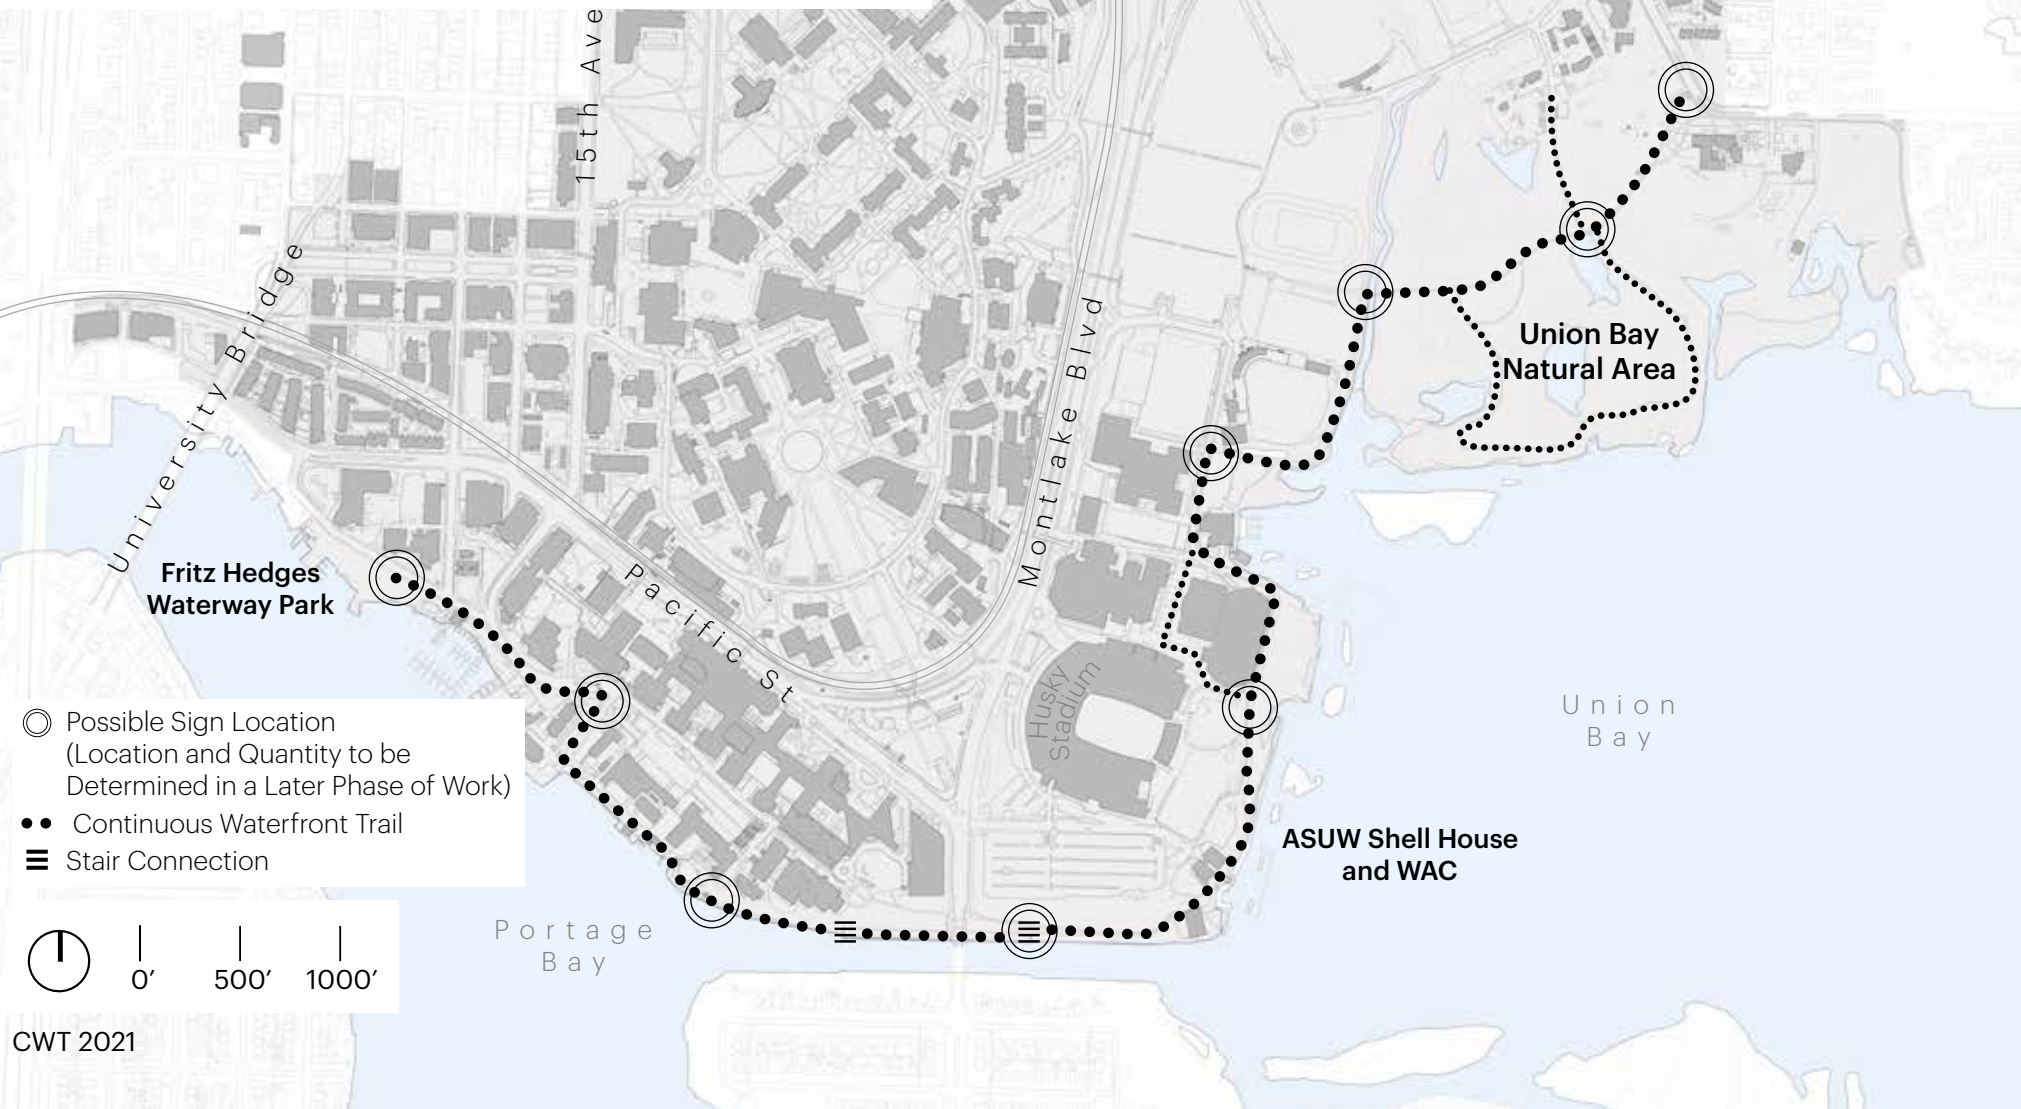 15th Ave
University Bridge
Montlake Blvd
Union Bay
Natural Area
Fritz Hedges
Waterway Park
Pacific St
Husky
Stadium
Union
Bay
Possible Sign Location
(Location and Quantity to be
Determined in a Later Phase of Work)
Continuous Waterfront Trail
Stair Connection
ASUW Shell House
and WAC
Portage
Bay
0’ 500’ 1000’
CWT 2021